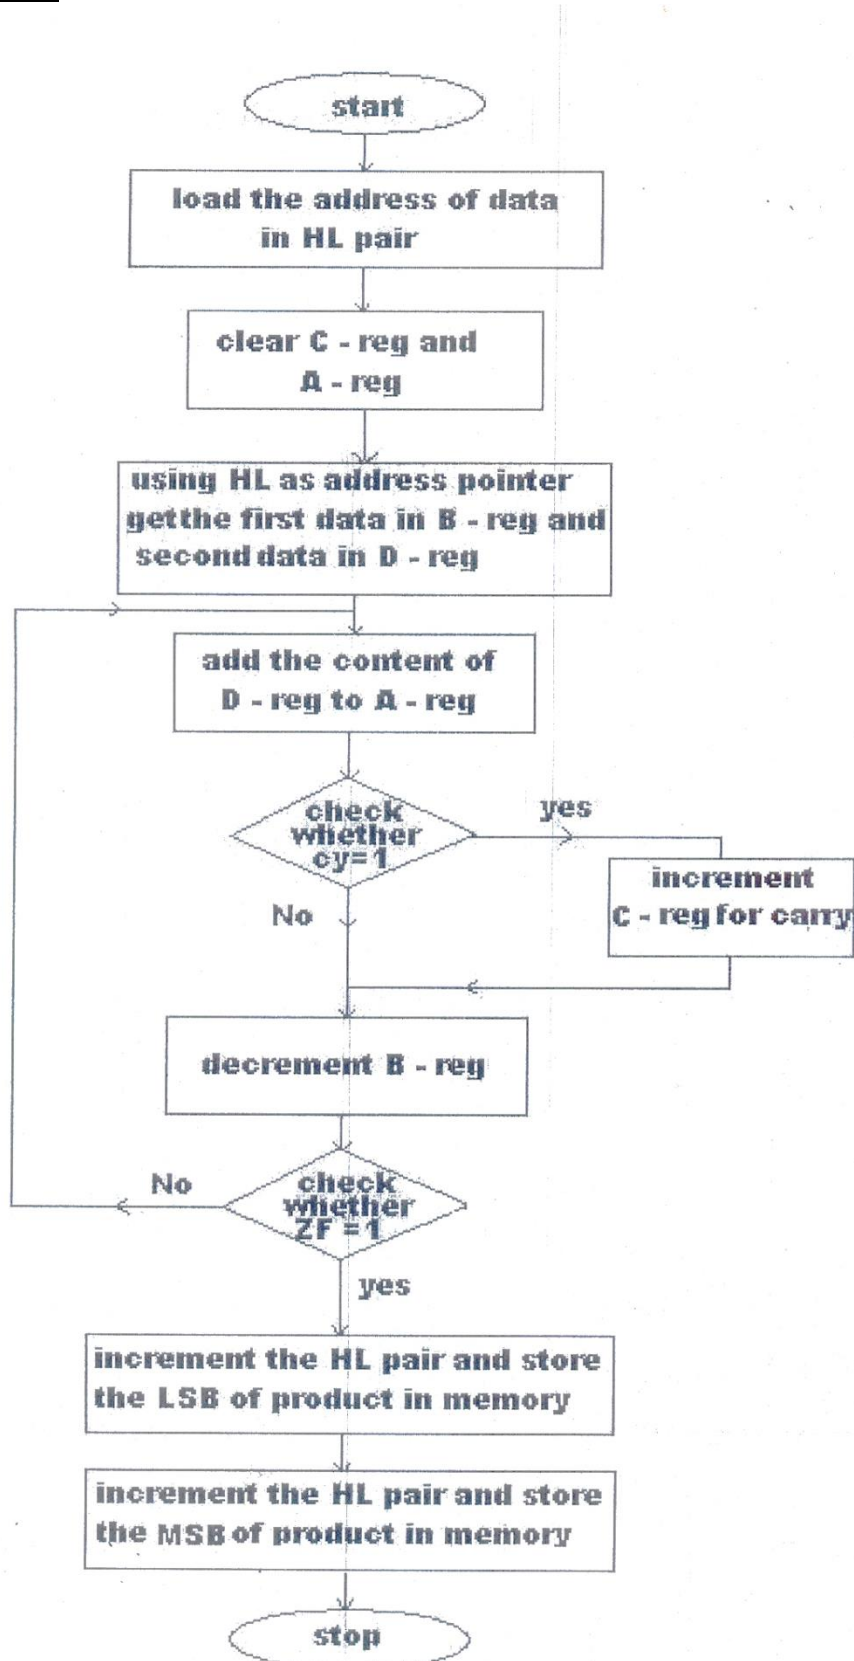 start
load the address of data
in HL pair
clear C - reg and
A - reg
using HL as address pointer
getthe first data in B - reg and
second data in D - reg
add the content of
D - reg to A - reg
check
whether
cy=1
yes
increment
C - reg for carry
No
decrement B - reg
check
whether
ZF =1
No
yes
increment the HL pair and store
the LSB of product in memory
increment the HL pair and store
the MSB of product in memory
stop